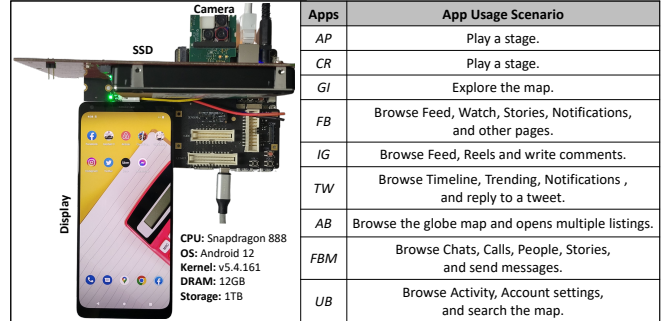 Camera
SSD
Display
CPU: Snapdragon 888
OS: Android 12
Kernel: v5.4.161
DRAM: 12GB
Storage: 1TB
Apps App Usage Scenario
AP Play a stage.
CR Play a stage.
GI Explore the map.
FB Browse Feed, Watch, Stories, Notifications,
and other pages.
IG Browse Feed, Reels and write comments.
TW Browse Timeline, Trending, Notifications ,
and reply to a tweet.
AB Browse the globe map and opens multiple listings.
FBM Browse Chats, Calls, People, Stories,
and send messages.
UB Browse Activity, Account settings,
and search the map.